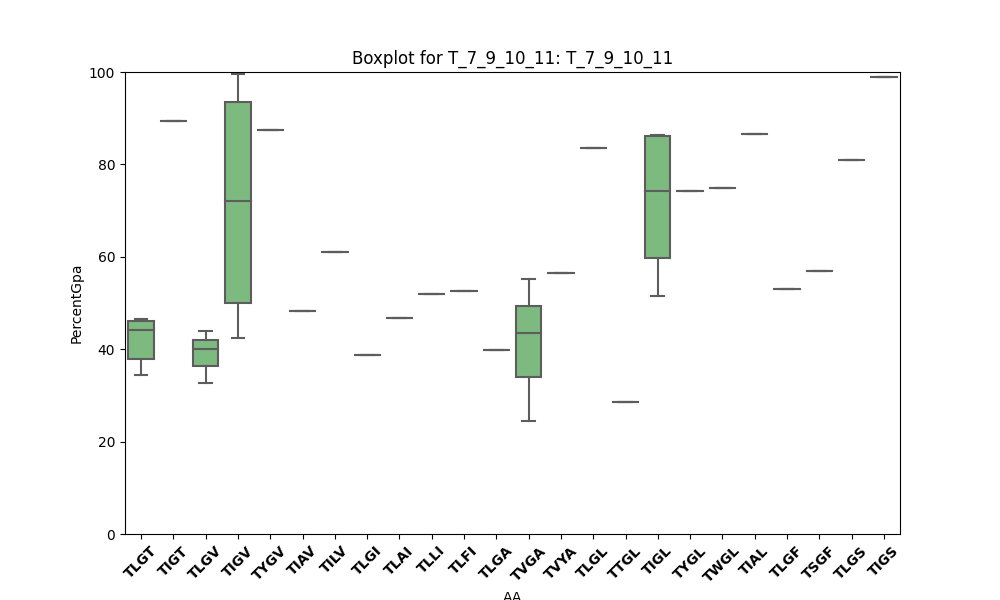 Boxplot for T_7_9_10_11: T_7_9_10_11
100
80
60
40
20
0
PercentGpa
TLGT TIGT TLGV TIGV TYGV TIAV TILV TLGI TLAI TLLI TLFI TLGA TVGA TVYA TLGL TTGL TIGL TYGL TWGL TIAL TLGF TSGF TLGS TIGS
AA